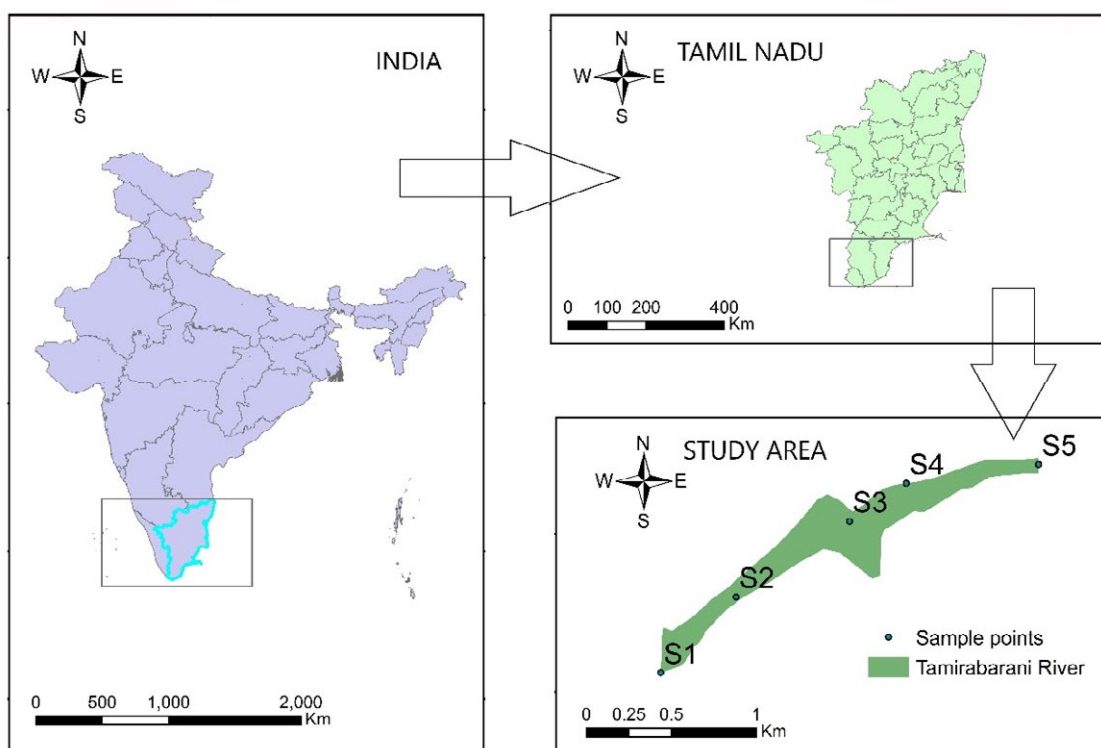 INDIA
N
W E
S
0 500 1,000 2,000
Km
TAMIL NADU
N
W E
S
0 100 200 400
Km
STUDY AREA
N
W E
S
S5
S4
S3
S2
S1
Sample points
Tamirabarani River
0 0.25 0.5 1
Km